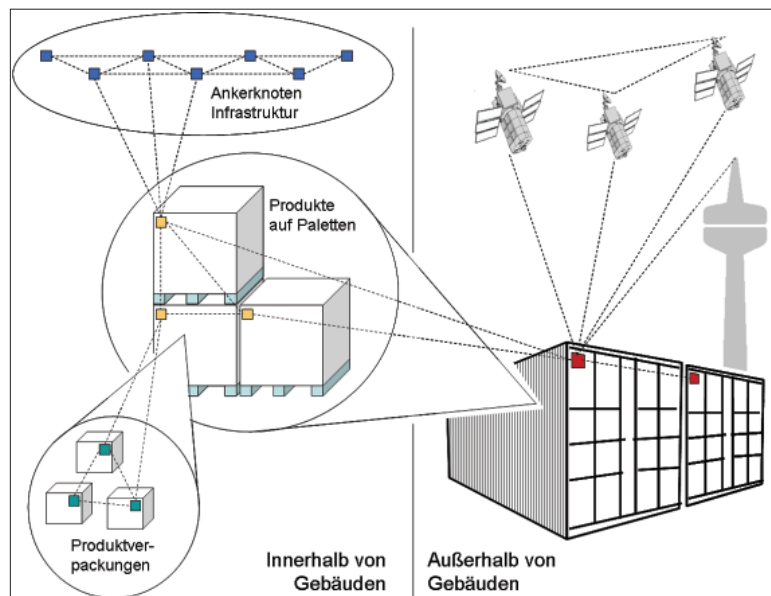 Ankerknoten
Infrastruktur
Produkte
auf Paletten
Produktver-
packungen
Innerhalb von
Gebäuden
Außerhalb von
Gebäuden